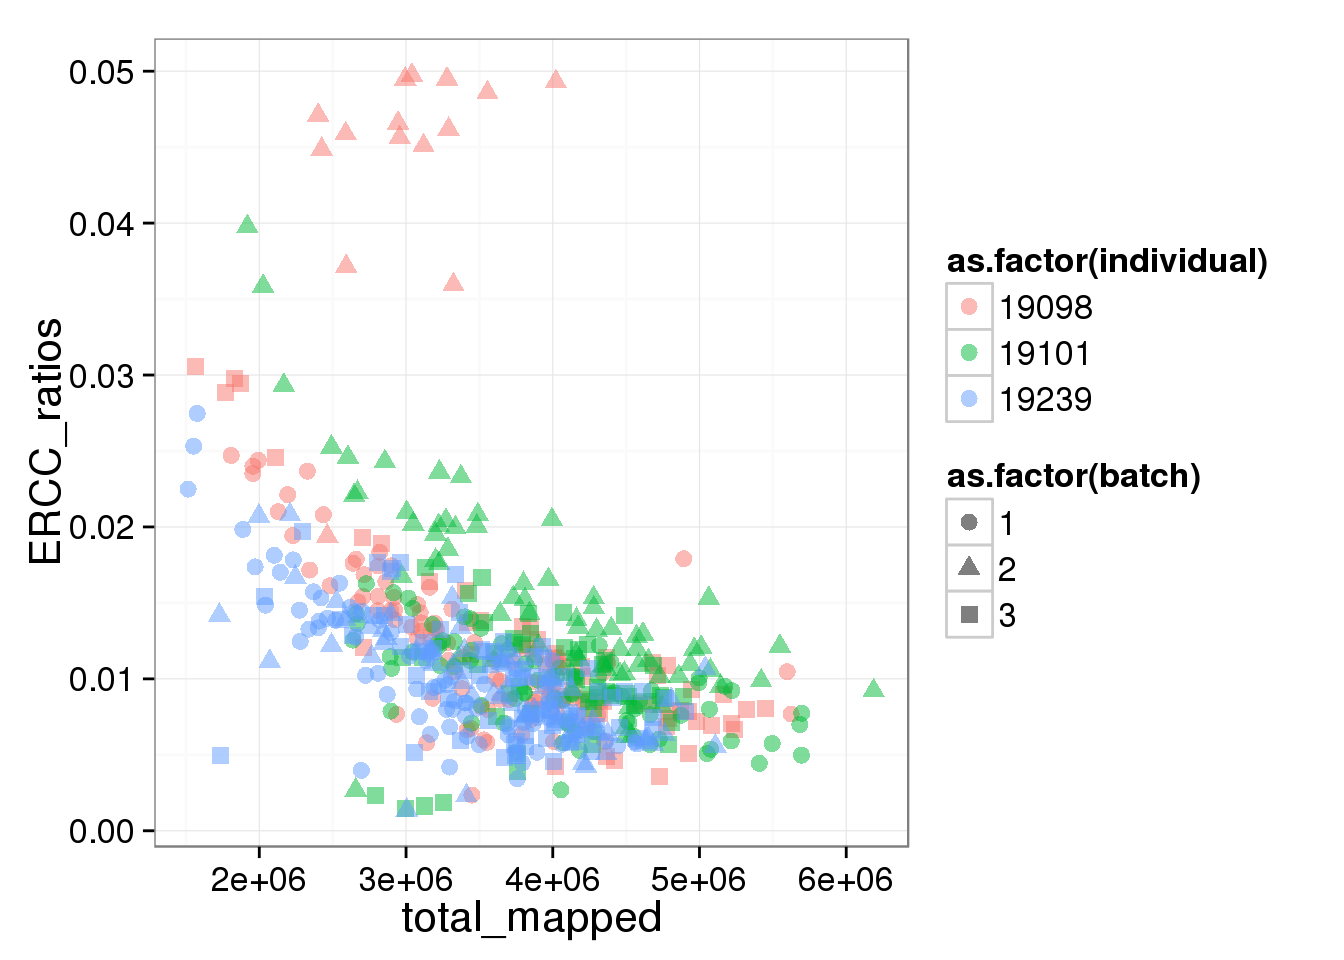 0.05
0.04
0.03
0.02
0.01
0.00
ERCC_ratios
2e+06 3e+06 4e+06 5e+06 6e+06
total_mapped
as.factor(individual)
19098
19101
19239
as.factor(batch)
1
2
3